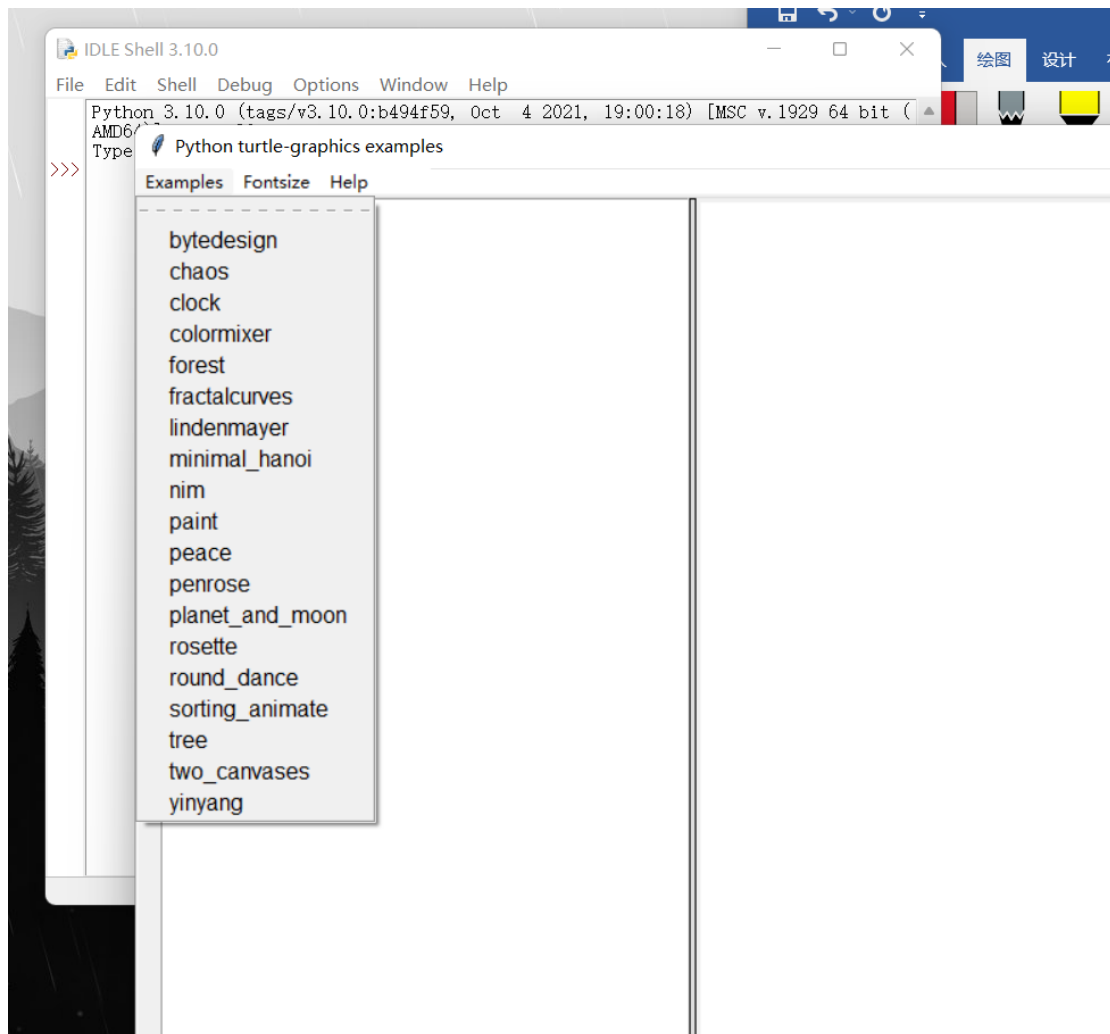 IDLE Shell 3.10.0
File Edit Shell Debug Options Window Help
绘图 设计
Python 3.10.0 (tags/v3.10.0:b494f59, Oct 4 2021, 19:00:18) [MSC v.1929 64 bit (
AMD64
Type
>>>
Python turtle-graphics examples
Examples Fontsize Help
bytedesign
chaos
clock
colormixer
forest
fractalcurves
lindenmayer
minimal_hanoi
nim
paint
peace
penrose
planet_and_moon
rosette
round_dance
sorting_animate
tree
two_canvases
yinyang